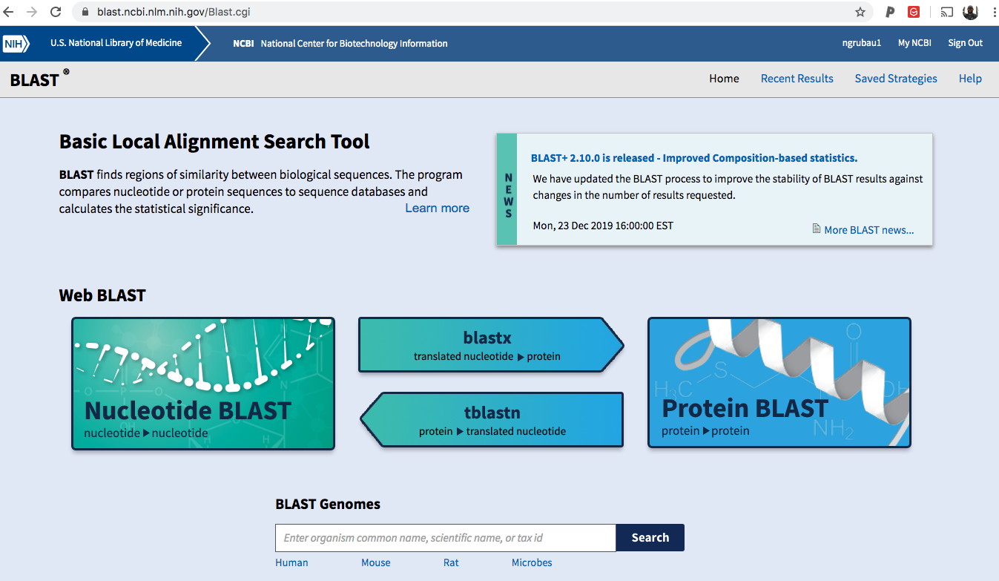 blast.ncbi.nlm.nih.gov/Blast.cgi
NIH U.S. National Library of Medicine NCBI National Center for Biotechnology Information ngrubau1 My NCBI Sign Out
BLAST ® Home Recent Results Saved Strategies Help
Basic Local Alignment Search Tool
BLAST finds regions of similarity between biological sequences. The program
compares nucleotide or protein sequences to sequence databases and
calculates the statistical significance. Learn more
NEWS
BLAST+ 2.10.0 is released - Improved Composition-based statistics.
We have updated the BLAST process to improve the stability of BLAST results against
changes in the number of results requested.
Mon, 23 Dec 2019 16:00:00 EST
More BLAST news...
Web BLAST
Nucleotide BLAST
nucleotide ▶ nucleotide
blastx
translated nucleotide ▶ protein
tblastn
protein ▶ translated nucleotide
H₃C S O OH
NH₂
Protein BLAST
protein ▶ protein
BLAST Genomes
Enter organism common name, scientific name, or tax id Search
Human Mouse Rat Microbes